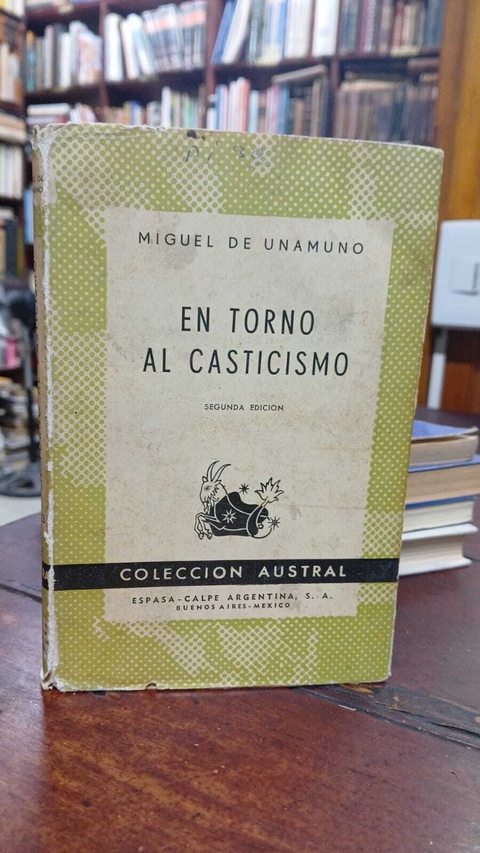 MIGUEL DE UNAMUNO
EN TORNO
AL CASTICISMO
SEGUNDA EDICION
COLECCION AUSTRAL
ESPASA-CALPE ARGENTINA, S. A.
BUENOS AIRES-MEXICO